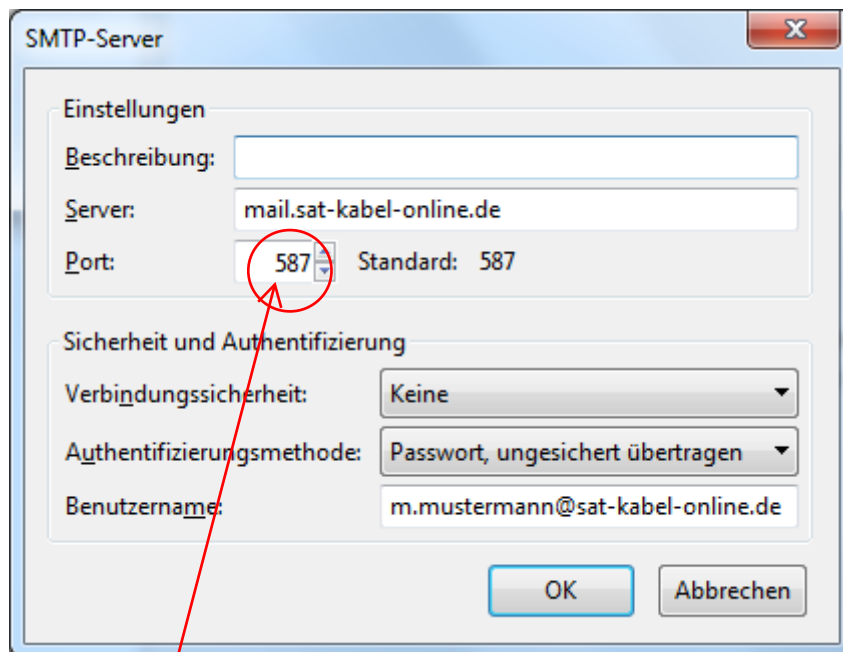 SMTP-Server
Einstellungen
Beschreibung:
Server: mail.sat-kabel-online.de
Port: 587 Standard: 587
Sicherheit und Authentifizierung
Verbindungssicherheit: Keine
Authentifizierungsmethode: Passwort, ungesichert übertragen
Benutzername: m.mustermann@sat-kabel-online.de
OK Abbrechen